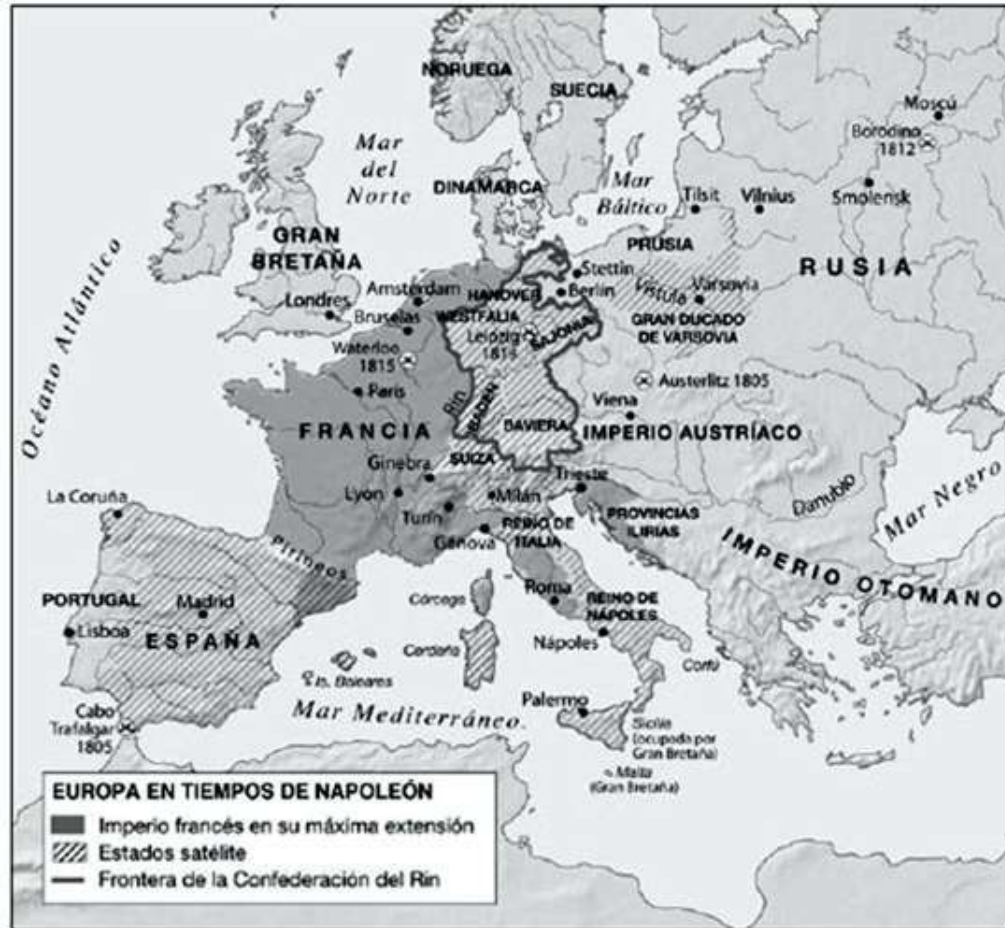 NORUEGA
SUECIA
Moscú
Borodino
1812
Mar
del
Norte
DINAMARCA
Mar
Báltico
Tilsit
Vilnius
Smolensk
GRAN
BRETAÑA
PRUSIA
RUSIA
Stettin
Berlín
Vístula
Varsovia
Océano Atlántico
Londres
Amsterdam
HANOVER
Bruselas
WESTFALIA
GRAN DUCADO
DE VARSOVIA
Leipzig
1813
SAJONIA
Waterloo
1815
París
Rin
BADEN
Austerlitz 1805
Viena
FRANCIA
BAVIERA
IMPERIO AUSTRÍACO
Ginebra
SUIZA
Trieste
La Coruña
Lyon
Milán
Danubio
Mar Negro
Turín
PROVINCIAS
ILIRIAS
REINO DE
ITALIA
Génova
Pirineos
IMPERIO OTOMANO
PORTUGAL
Madrid
Córcega
Roma
REINO DE
NÁPOLES
Lisboa
ESPAÑA
Nápoles
Cerdeña
Corfú
Is. Baleares
Mar Mediterráneo.
Cabo
Trafalgar
1805
Palermo
Sicilia
(ocupada por
Gran Bretaña)
Malta
(Gran Bretaña)
EUROPA EN TIEMPOS DE NAPOLEÓN
Imperio francés en su máxima extensión
Estados satélite
Frontera de la Confederación del Rin